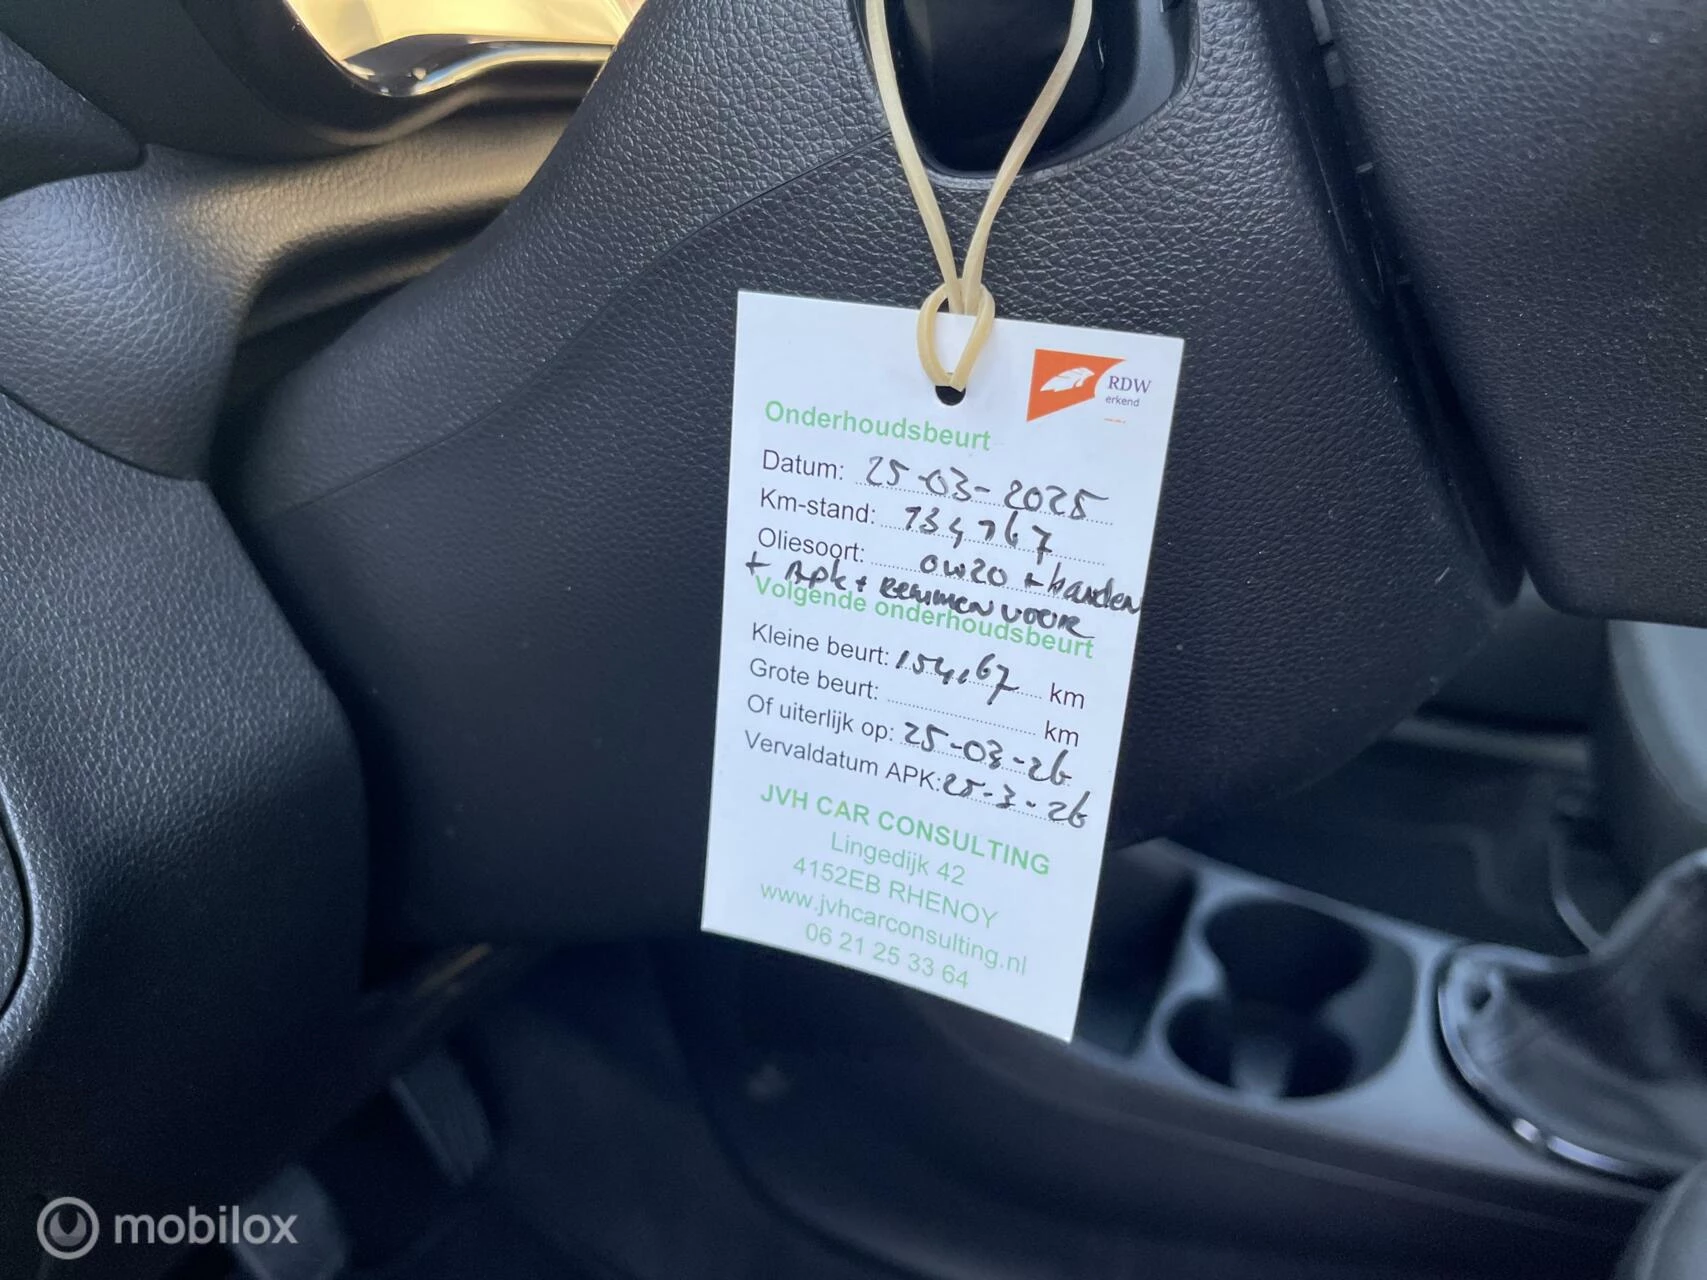 RDW
erkend
Onderhoudsbeurt
Datum: 25-03-2025
Km-stand: 134767
Oliesoort: 0W20 + banden
+ APK + REMMEN VOOR
Volgende onderhoudsbeurt
Kleine beurt: 154767 km
Grote beurt: km
Of uiterlijk op: 25-03-26
Vervaldatum APK: 25-3-26
JVH CAR CONSULTING
Lingedijk 42
4152EB RHENOY
www.jvhcarconsulting.nl
06 21 25 33 64
mobilox